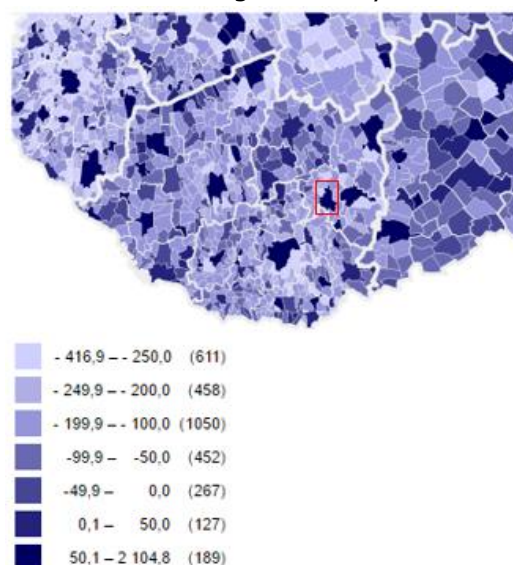 - 416,9 – - 250,0 (611)
- 249,9 – - 200,0 (458)
- 199,9 – - 100,0 (1050)
-99,9 – -50,0 (452)
-49,9 – 0,0 (267)
0,1 – 50,0 (127)
50,1 – 2 104,8 (189)